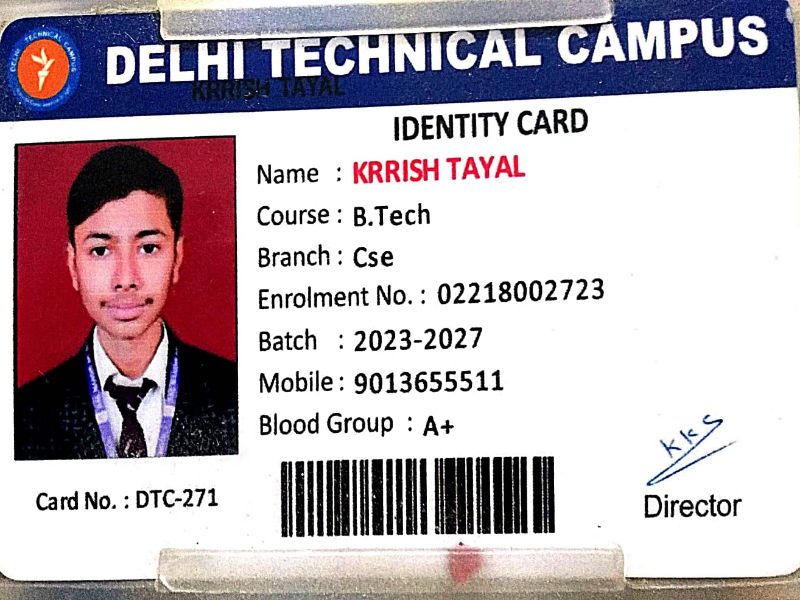 DELHI TECHNICAL CAMPUS
KRRISH TAYAL
IDENTITY CARD
Name : KRRISH TAYAL
Course : B.Tech
Branch : Cse
Enrolment No. : 02218002723
Batch : 2023-2027
Mobile : 9013655511
Blood Group : A+
Card No. : DTC-271
KKS
Director